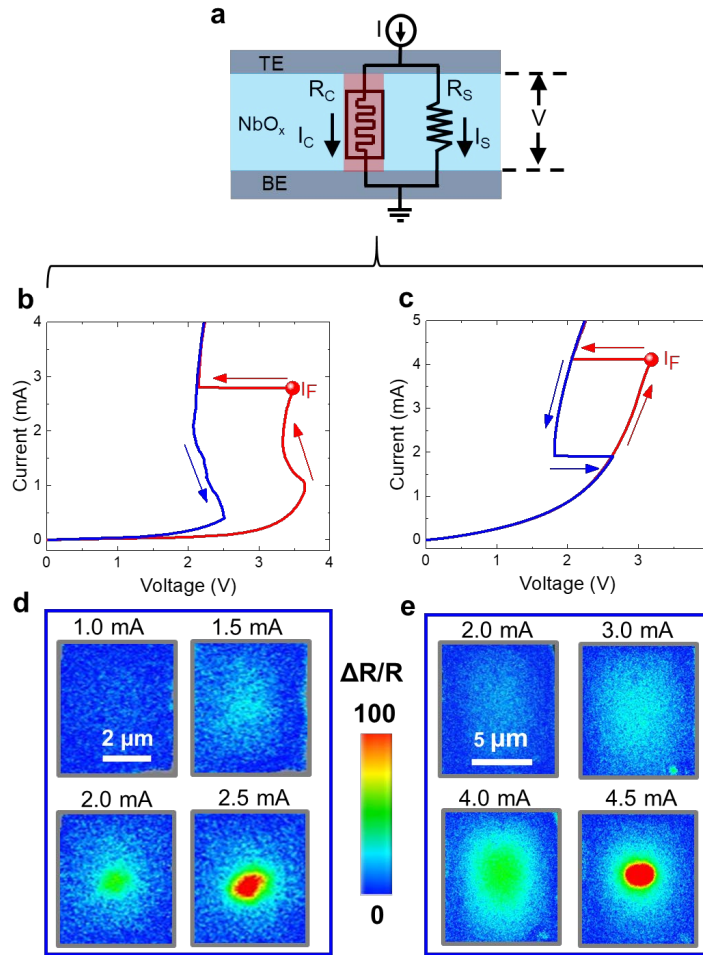 a
I
TE
R_C
R_S
NbO_x
I_C
I_S
V
BE
b
c
4
3
2
1
0
Current (mA)
I_F
0 1 2 3 4
Voltage (V)
5
4
3
2
1
0
Current (mA)
I_F
0 1 2 3
Voltage (V)
d
1.0 mA
1.5 mA
2 µm
2.0 mA
2.5 mA
ΔR/R
100
0
e
2.0 mA
3.0 mA
5 µm
4.0 mA
4.5 mA